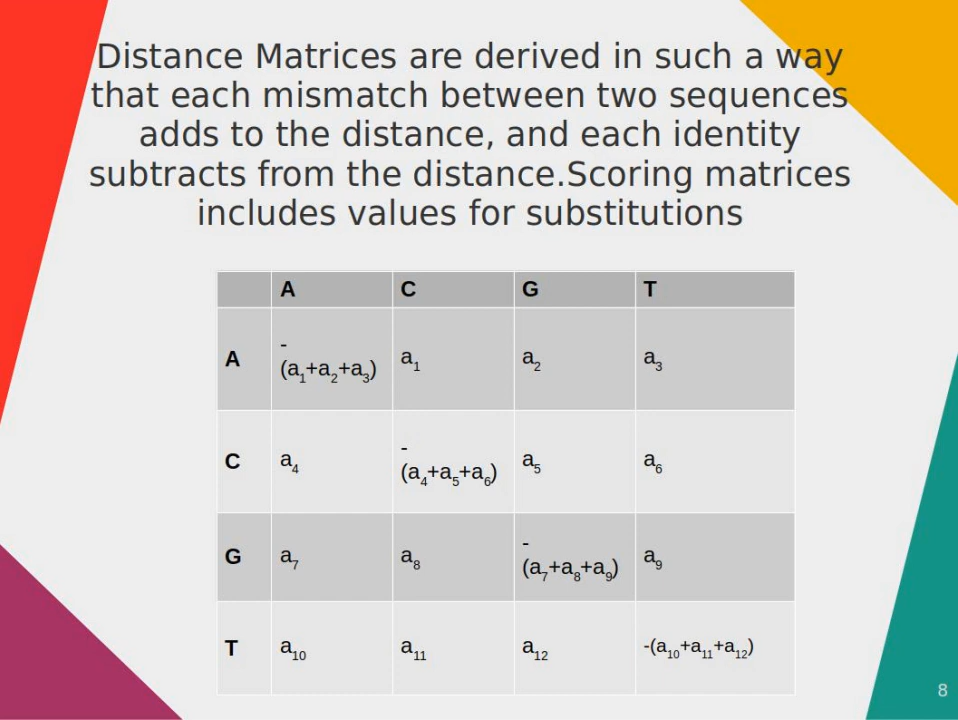 Distance Matrices are derived in such a way
that each mismatch between two sequences
adds to the distance, and each identity
subtracts from the distance.Scoring matrices
includes values for substitutions
A C G T
A -(a1+a2+a3) a1 a2 a3
C a4 -(a4+a5+a6) a5 a6
G a7 a8 -(a7+a8+a9) a9
T a10 a11 a12 -(a10+a11+a12)
8